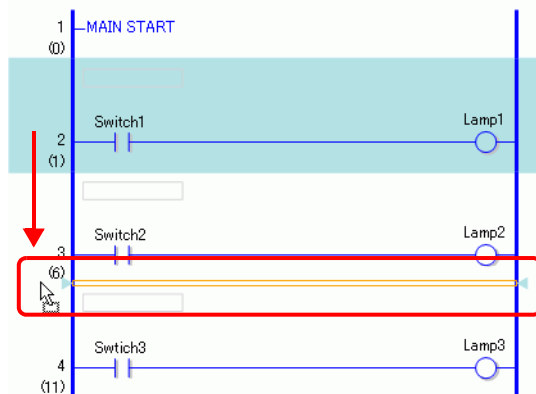 1 MAIN START
(0)
Switch1 Lamp1
2
(1)
Switch2 Lamp2
3
(6)
Swtich3 Lamp3
4
(11)